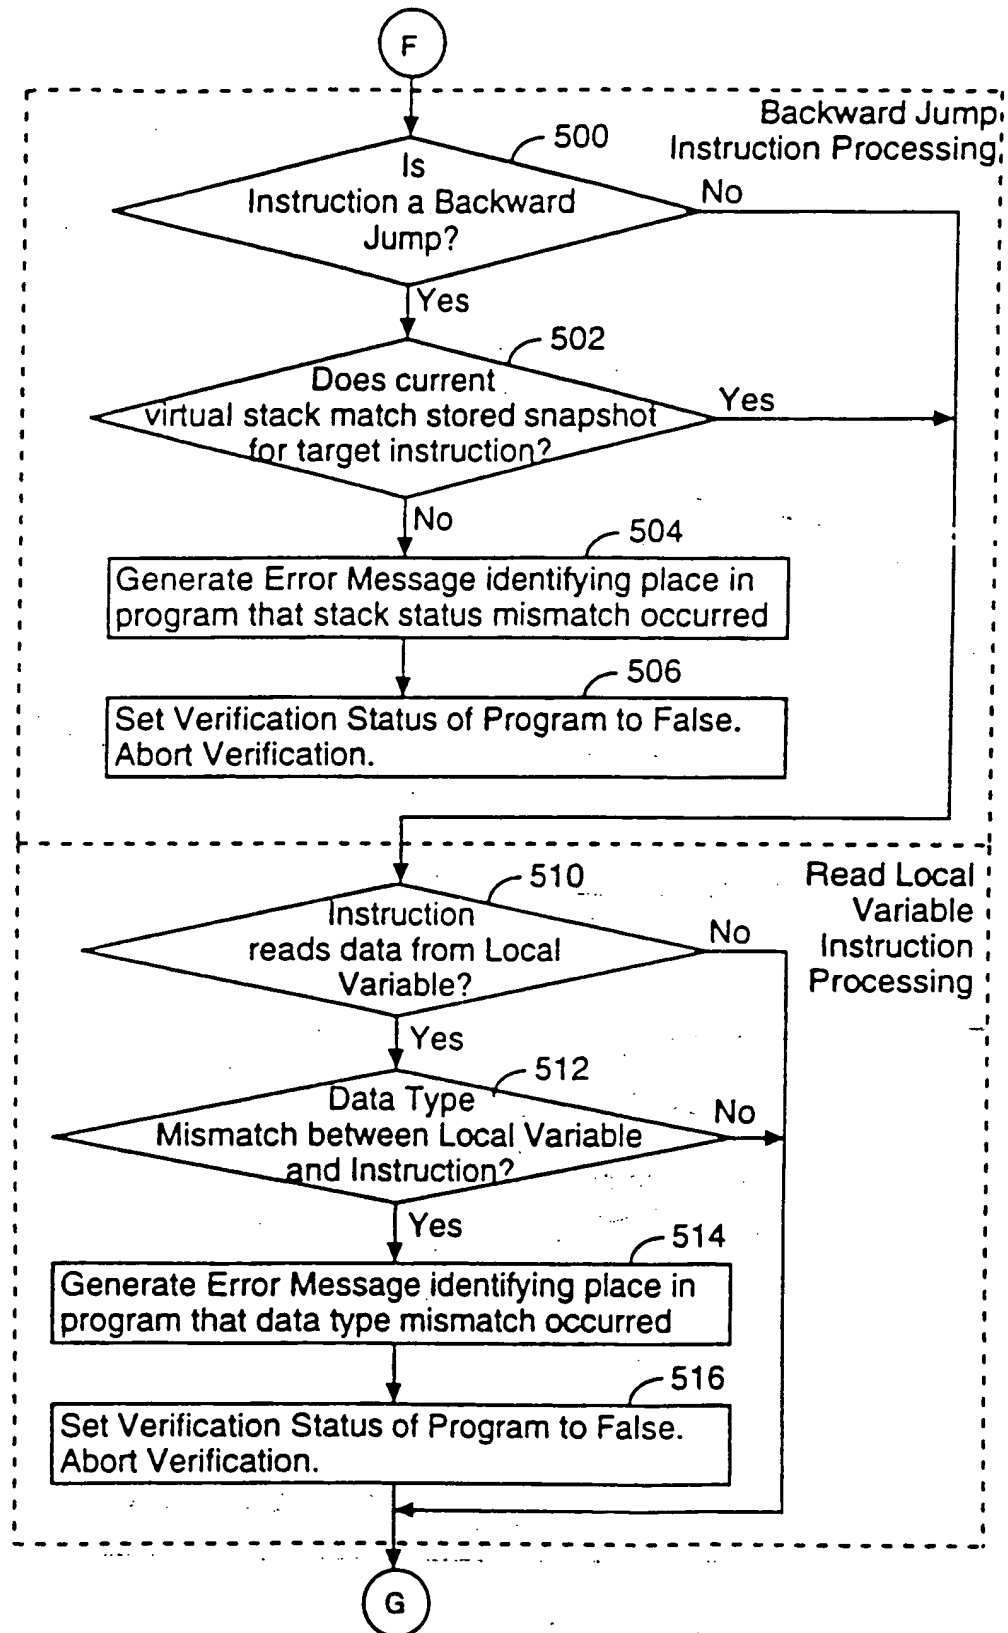 F
Backward Jump
Instruction Processing
500
Is
Instruction a Backward
Jump?
No
Yes
502
Does current
virtual stack match stored snapshot
for target instruction?
Yes
No
504
Generate Error Message identifying place in
program that stack status mismatch occurred
506
Set Verification Status of Program to False.
Abort Verification.
510
Read Local
Variable
Instruction
Processing
Instruction
reads data from Local
Variable?
No
Yes
512
Data Type
Mismatch between Local Variable
and Instruction?
No
Yes
514
Generate Error Message identifying place in
program that data type mismatch occurred
516
Set Verification Status of Program to False.
Abort Verification.
G